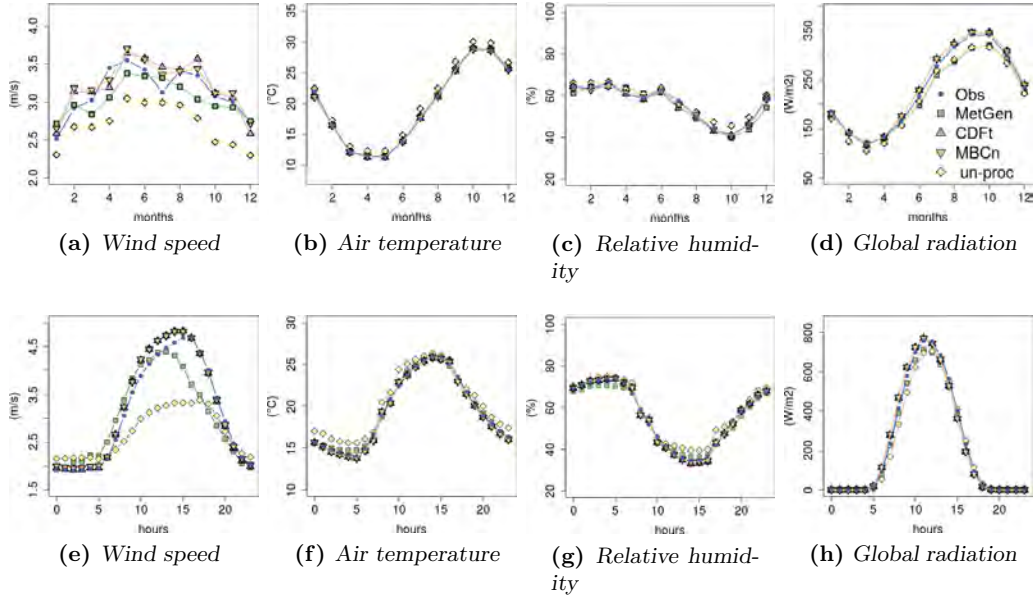 4.0
3.5
3.0
2.5
2.0
(m/s)
2 4 6 8 10 12
months
(a) Wind speed
35
30
25
20
15
10
(°C)
2 4 6 8 10 12
months
(b) Air temperature
100
80
60
40
20
(%)
2 4 6 8 10 12
months
(c) Relative humid-
ity
350
250
150
50
(W/m2)
Obs
MetGen
CDFt
MBCn
un-proc
2 4 6 8 10 12
months
(d) Global radiation
4.5
3.5
2.5
1.5
(m/s)
0 5 10 15 20
hours
(e) Wind speed
30
25
20
15
10
(°C)
0 5 10 15 20
hours
(f) Air temperature
100
80
60
40
20
(%)
0 5 10 15 20
hours
(g) Relative humid-
ity
800
600
400
200
0
(W/m2)
0 5 10 15 20
hours
(h) Global radiation